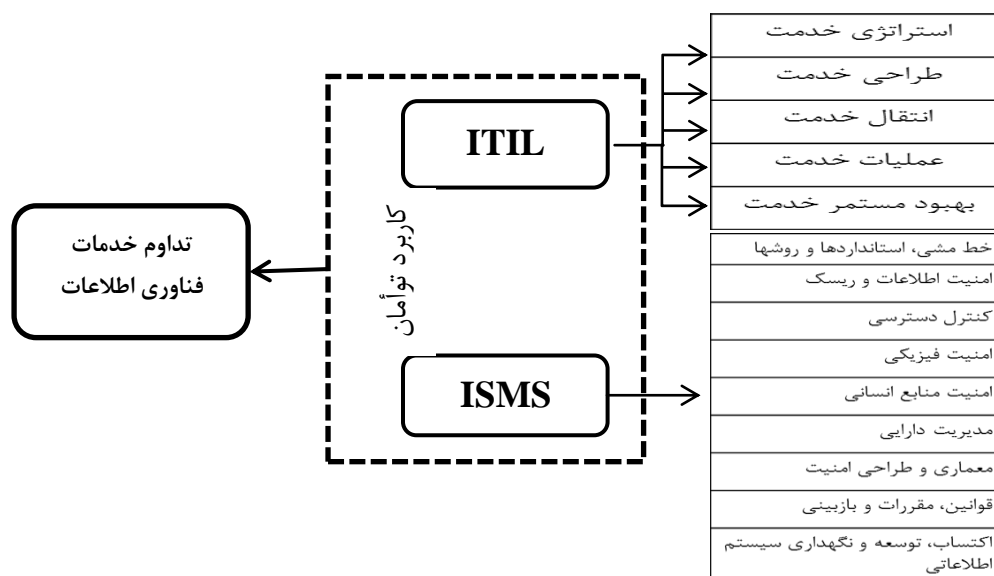 استراتژی خدمت
طراحی خدمت
انتقال خدمت
عملیات خدمت
بهبود مستمر خدمت
خط مشی، استانداردها و روشها
امنیت اطلاعات و ریسک
کنترل دسترسی
امنیت فیزیکی
امنیت منابع انسانی
مدیریت دارایی
معماری و طراحی امنیت
قوانین، مقررات و بازبینی
اکتساب، توسعه و نگهداری سیستم
اطلاعاتی
ITIL
کاربرد توأمان
ISMS
تداوم خدمات
فناوری اطلاعات